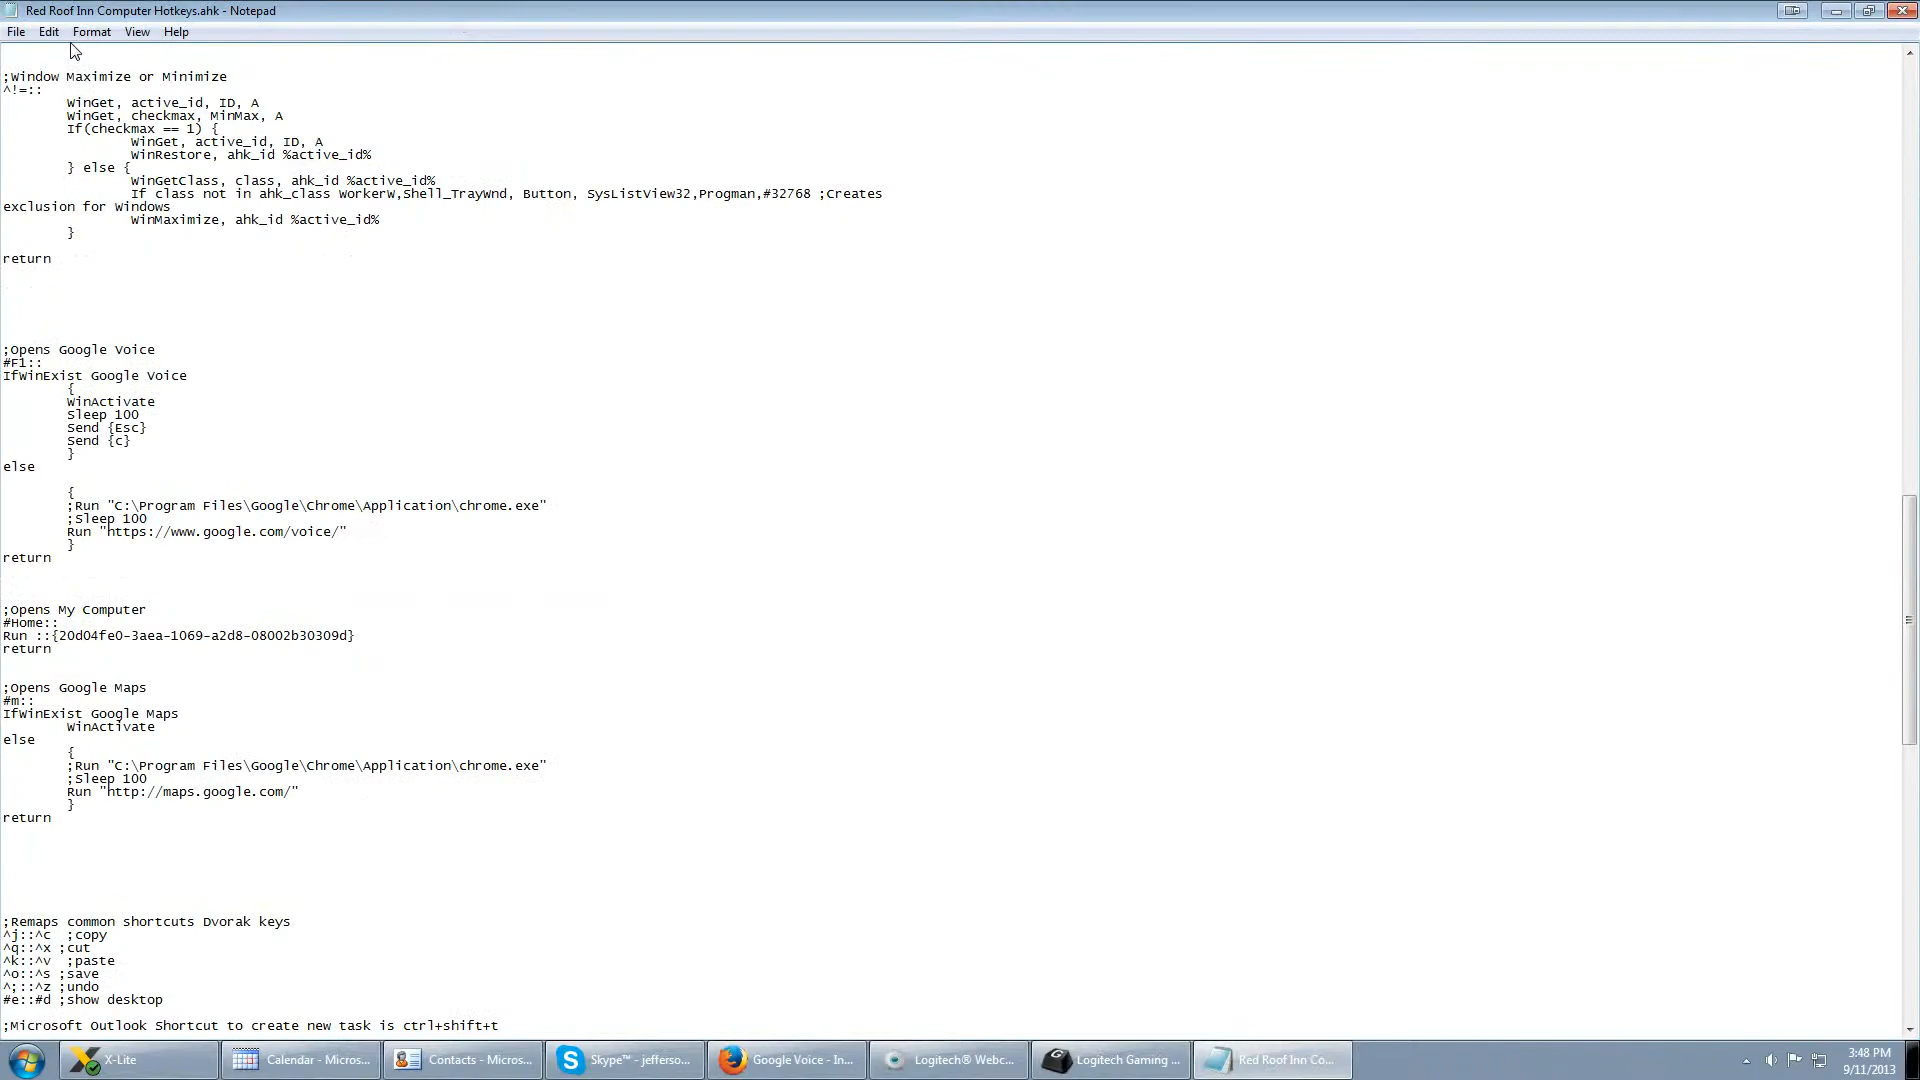 Red Roof Inn Computer Hotkeys.ahk - Notepad
File Edit Format View Help
;Window Maximize or Minimize
^!=::
WinGet, active_id, ID, A
WinGet, checkmax, MinMax, A
If(checkmax == 1) {
WinGet, active_id, ID, A
WinRestore, ahk_id %active_id%
} else {
WinGetClass, class, ahk_id %active_id%
If class not in ahk_class WorkerW,Shell_TrayWnd, Button, SysListView32,Progman,#32768 ;Creates
exclusion for Windows
WinMaximize, ahk_id %active_id%
}
return
;Opens Google Voice
#F1::
IfWinExist Google Voice
{
WinActivate
Sleep 100
Send {Esc}
Send {c}
}
else
{
;Run "C:\Program Files\Google\Chrome\Application\chrome.exe"
;Sleep 100
Run "https://www.google.com/voice/"
}
return
;Opens My Computer
#Home::
Run ::{20d04fe0-3aea-1069-a2d8-08002b30309d}
return
;Opens Google Maps
#m::
IfWinExist Google Maps
WinActivate
else
{
;Run "C:\Program Files\Google\Chrome\Application\chrome.exe"
;Sleep 100
Run "http://maps.google.com/"
}
return
;Remaps common shortcuts Dvorak keys
^j::^c ;copy
^q::^x ;cut
^k::^v ;paste
^o::^s ;save
^;::^z ;undo
#e::#d ;show desktop
;Microsoft Outlook Shortcut to create new task is ctrl+shift+t
X-Lite
Calendar - Micros...
Contacts - Micros...
Skype™ - jefferso...
Google Voice - In...
Logitech® Webc...
Logitech Gaming ...
Red Roof Inn Co...
3:48 PM
9/11/2013